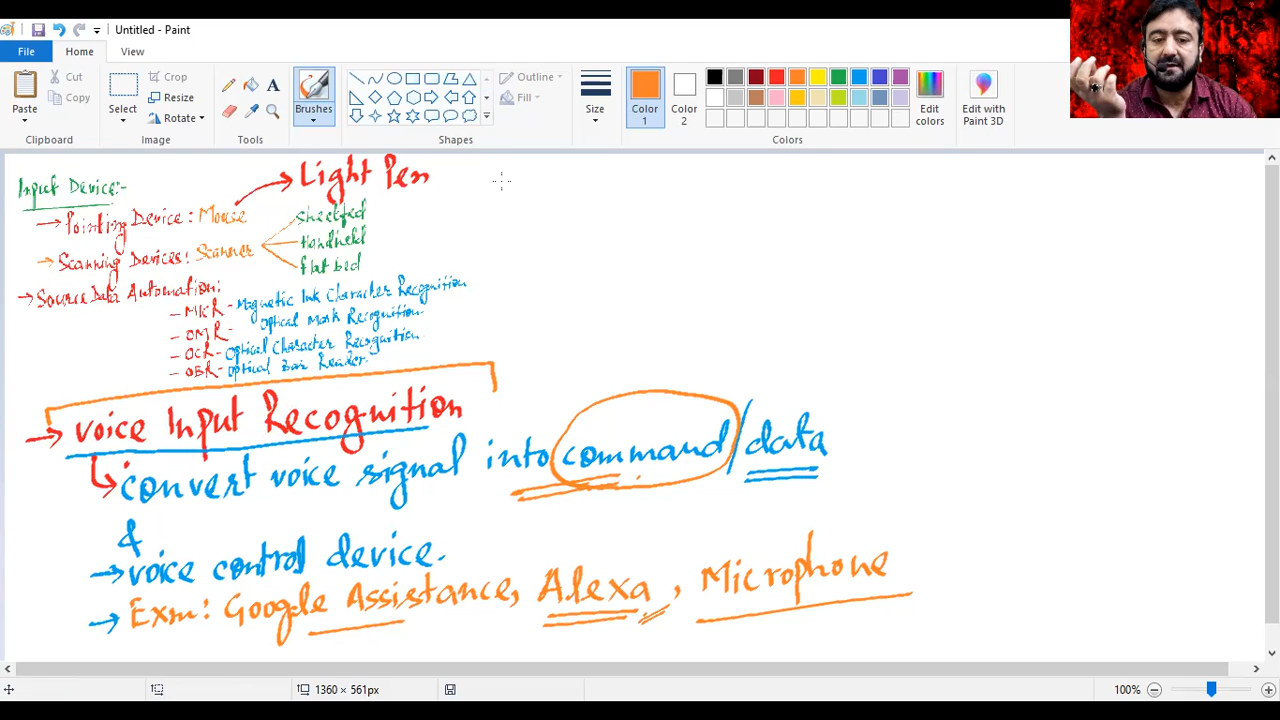 Untitled - Paint
File Home View
Paste Cut Copy Clipboard
Select Crop Resize Rotate Image
Tools
Brushes
Shapes
Outline Fill
Size
Color 1
Color 2
Colors
Edit colors
Edit with Paint 3D
Input Device:-
→ Pointing Device: Mouse → Light Pen
→ Scanning Devices: Scanner
sheetfed
Handheld
flat bed
→ Source Data Automation:
- MICR - Magnetic Ink Character Recognition
- OMR - Optical Mark Recognition
- OCR - Optical Character Recognition
- OBR - Optical Bar Reader.
→ voice Input Recognition
convert voice signal into command/data
&
→ voice control device.
→ Exm: Google Assistance, Alexa, Microphone
1360 × 561px
100%